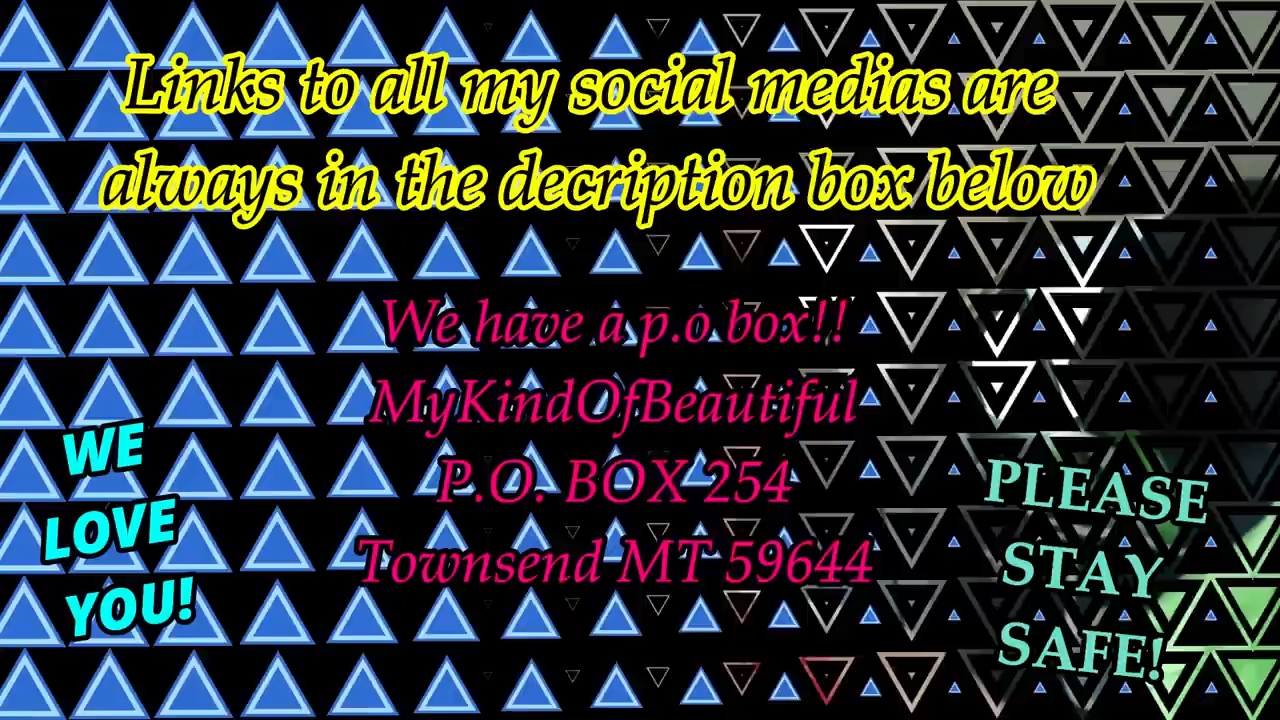 Links to all my social medias are
always in the decription box below
We have a p.o box!!
MyKindOfBeautiful
P.O. BOX 254
Townsend MT 59644
WE
LOVE
YOU!
PLEASE
STAY
SAFE!